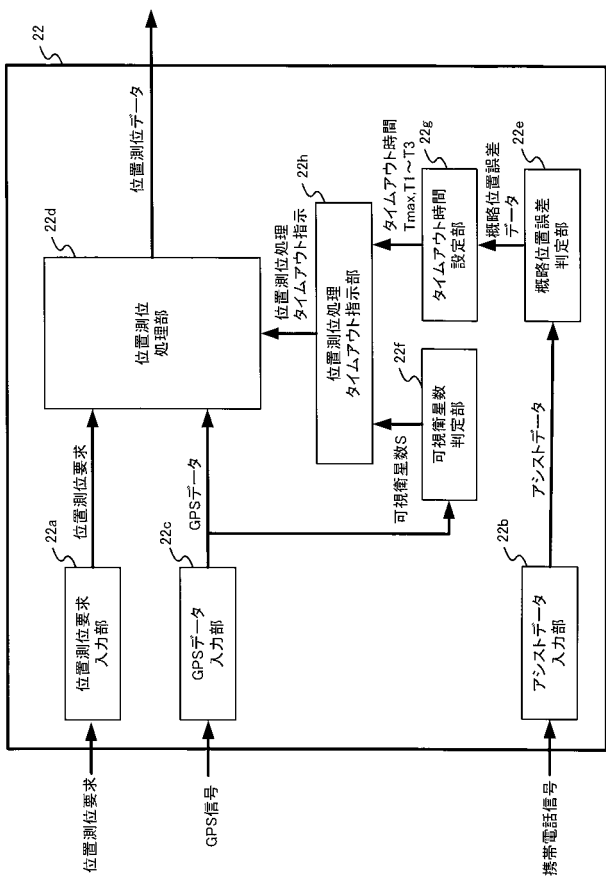 22
位置測位要求
22a
位置測位要求
入力部
位置測位要求
22d
位置測位
処理部
位置測位データ
GPS信号
22c
GPSデータ
入力部
GPSデータ
位置測位処理
タイムアウト指示
22h
位置測位処理
タイムアウト指示部
可視衛星数S
22f
可視衛星数
判定部
タイムアウト時間
Tmax,T1～T3
22g
タイムアウト時間
設定部
概略位置誤差
データ
22e
概略位置誤差
判定部
携帯電話信号
22b
アシストデータ
入力部
アシストデータ